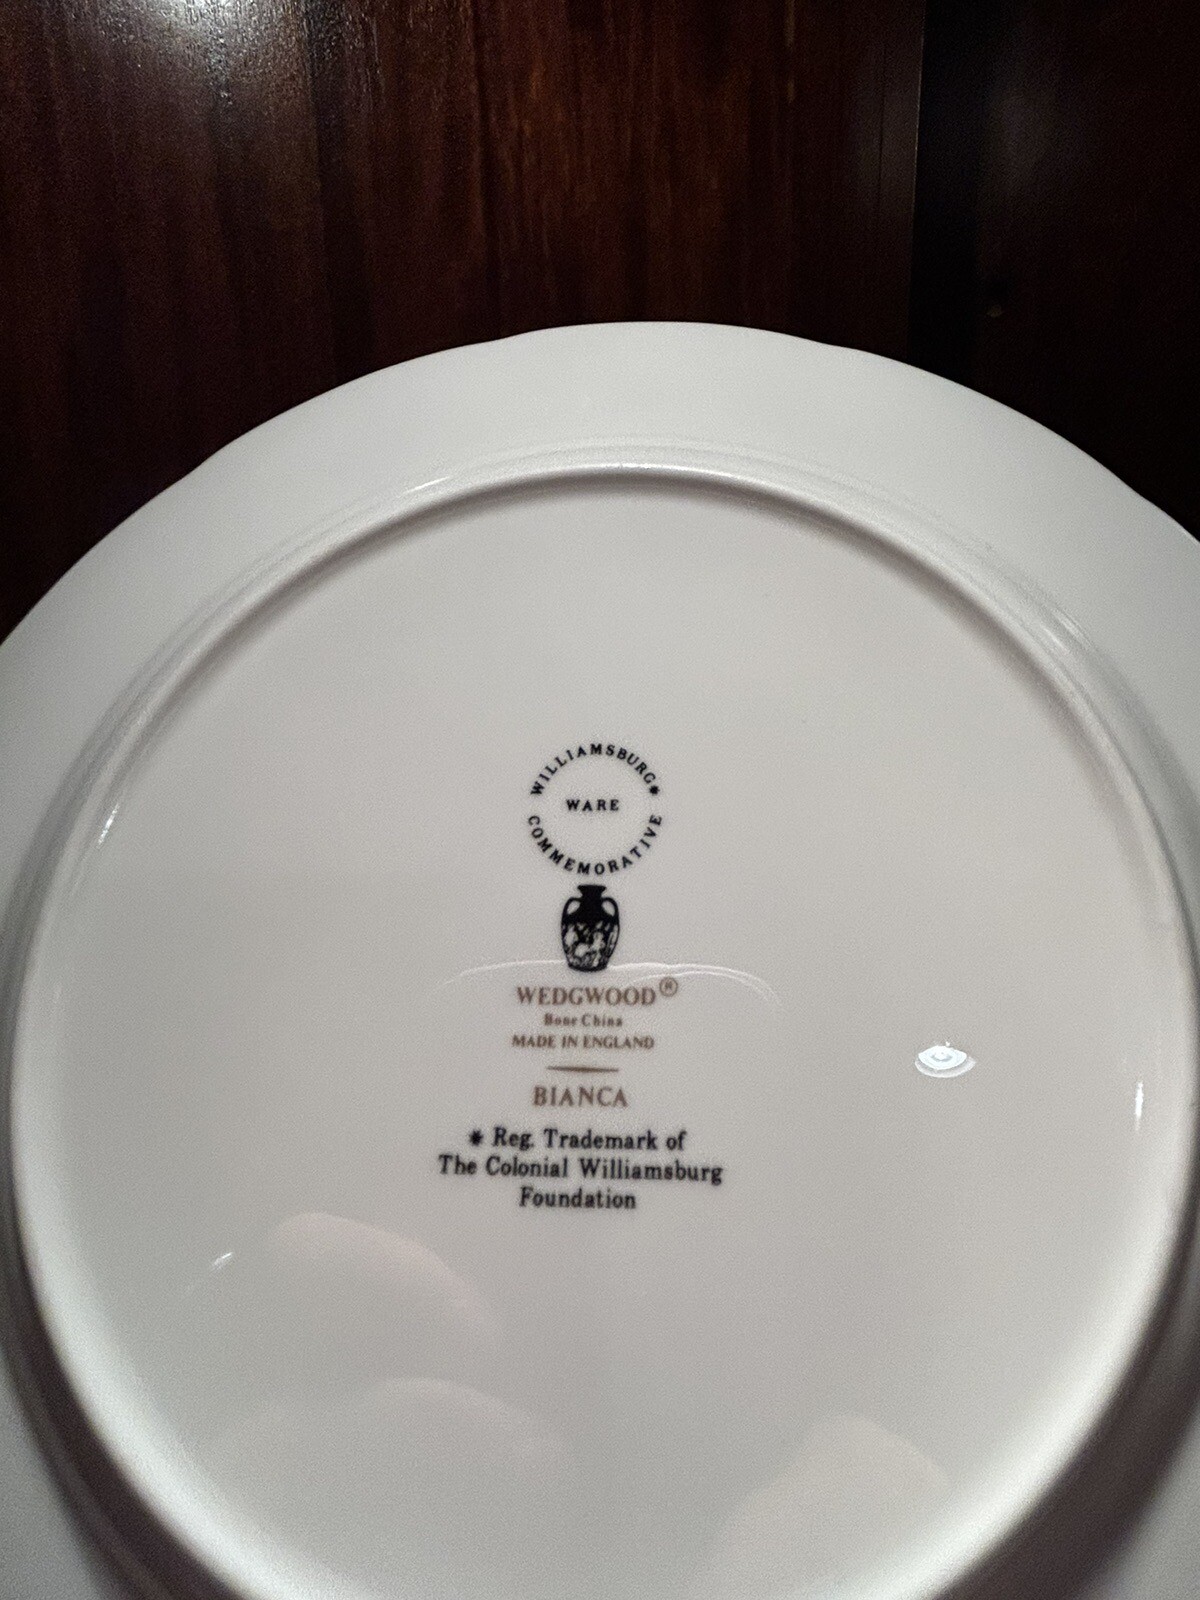 WILLIAMSBURG*
WARE
COMMEMORATIVE
WEDGWOOD®
Bone China
MADE IN ENGLAND
BIANCA
* Reg. Trademark of
The Colonial Williamsburg
Foundation